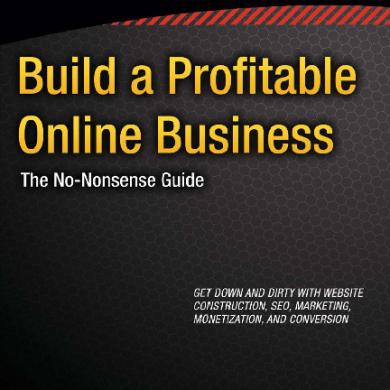 Build a Profitable
Online Business
The No-Nonsense Guide
GET DOWN AND DIRTY WITH WEBSITE
CONSTRUCTION, SEO, MARKETING,
MONETIZATION, AND CONVERSION